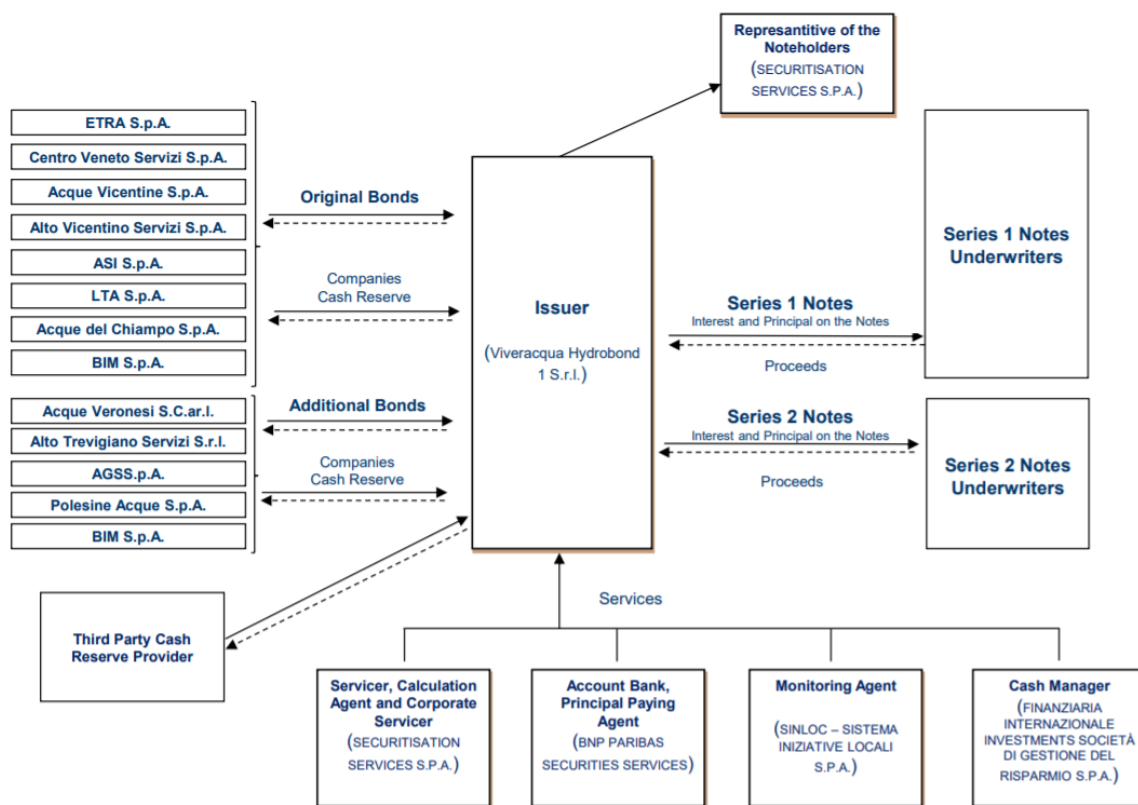 Represantitive of the
Noteholders
(SECURITISATION
SERVICES S.P.A.)
ETRA S.p.A.
Centro Veneto Servizi S.p.A.
Acque Vicentine S.p.A.
Alto Vicentino Servizi S.p.A.
ASI S.p.A.
LTA S.p.A.
Acque del Chiampo S.p.A.
BIM S.p.A.
Acque Veronesi S.C.ar.l.
Alto Trevigiano Servizi S.r.l.
AGSS.p.A.
Polesine Acque S.p.A.
BIM S.p.A.
Original Bonds
Companies
Cash Reserve
Additional Bonds
Companies
Cash Reserve
Issuer
(Viveracqua Hydrobond
1 S.r.l.)
Series 1 Notes
Interest and Principal on the Notes
Proceeds
Series 2 Notes
Interest and Principal on the Notes
Proceeds
Series 1 Notes
Underwriters
Series 2 Notes
Underwriters
Third Party Cash
Reserve Provider
Services
Servicer, Calculation
Agent and Corporate
Servicer
(SECURITISATION
SERVICES S.P.A.)
Account Bank,
Principal Paying
Agent
(BNP PARIBAS
SECURITIES SERVICES)
Monitoring Agent
(SINLOC – SISTEMA
INIZIATIVE LOCALI
S.P.A.)
Cash Manager
(FINANZIARIA
INTERNAZIONALE
INVESTMENTS SOCIETÀ
DI GESTIONE DEL
RISPARMIO S.P.A.)